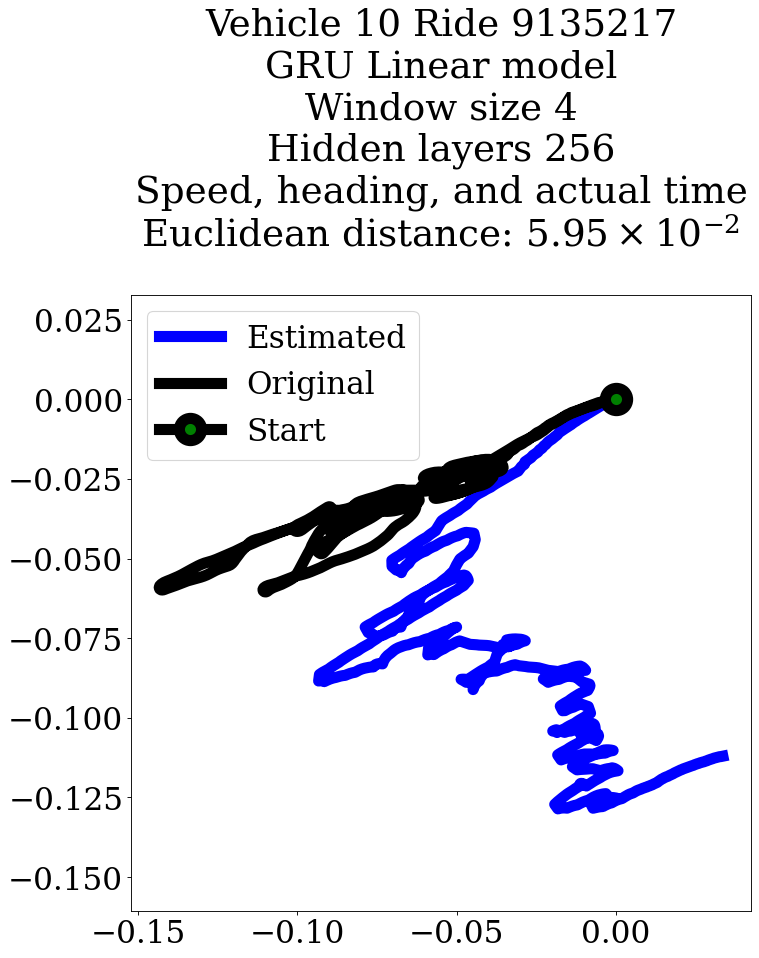 Vehicle 10 Ride 9135217
GRU Linear model
Window size 4
Hidden layers 256
Speed, heading, and actual time
Euclidean distance: 5.95 × 10⁻²
Estimated
Original
Start
0.025
0.000
−0.025
−0.050
−0.075
−0.100
−0.125
−0.150
−0.15 −0.10 −0.05 0.00